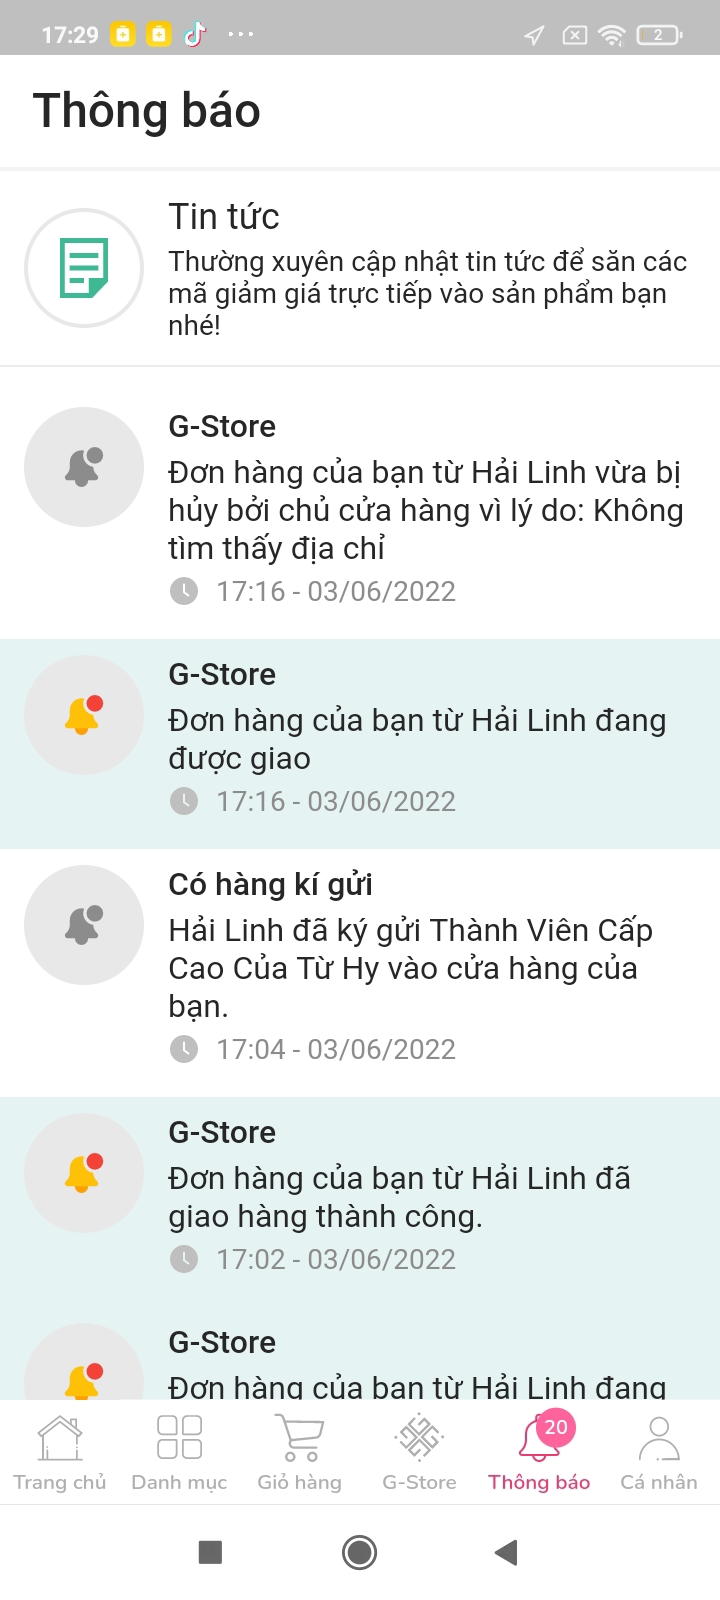 17:29
2
Thông báo
Tin tức
Thường xuyên cập nhật tin tức để săn các
mã giảm giá trực tiếp vào sản phẩm bạn
nhé!
G-Store
Đơn hàng của bạn từ Hải Linh vừa bị
hủy bởi chủ cửa hàng vì lý do: Không
tìm thấy địa chỉ
17:16 - 03/06/2022
G-Store
Đơn hàng của bạn từ Hải Linh đang
được giao
17:16 - 03/06/2022
Có hàng kí gửi
Hải Linh đã ký gửi Thành Viên Cấp
Cao Của Từ Hy vào cửa hàng của
bạn.
17:04 - 03/06/2022
G-Store
Đơn hàng của bạn từ Hải Linh đã
giao hàng thành công.
17:02 - 03/06/2022
G-Store
Đơn hàng của bạn từ Hải Linh đang
20
Trang chủ Danh mục Giỏ hàng G-Store Thông báo Cá nhân